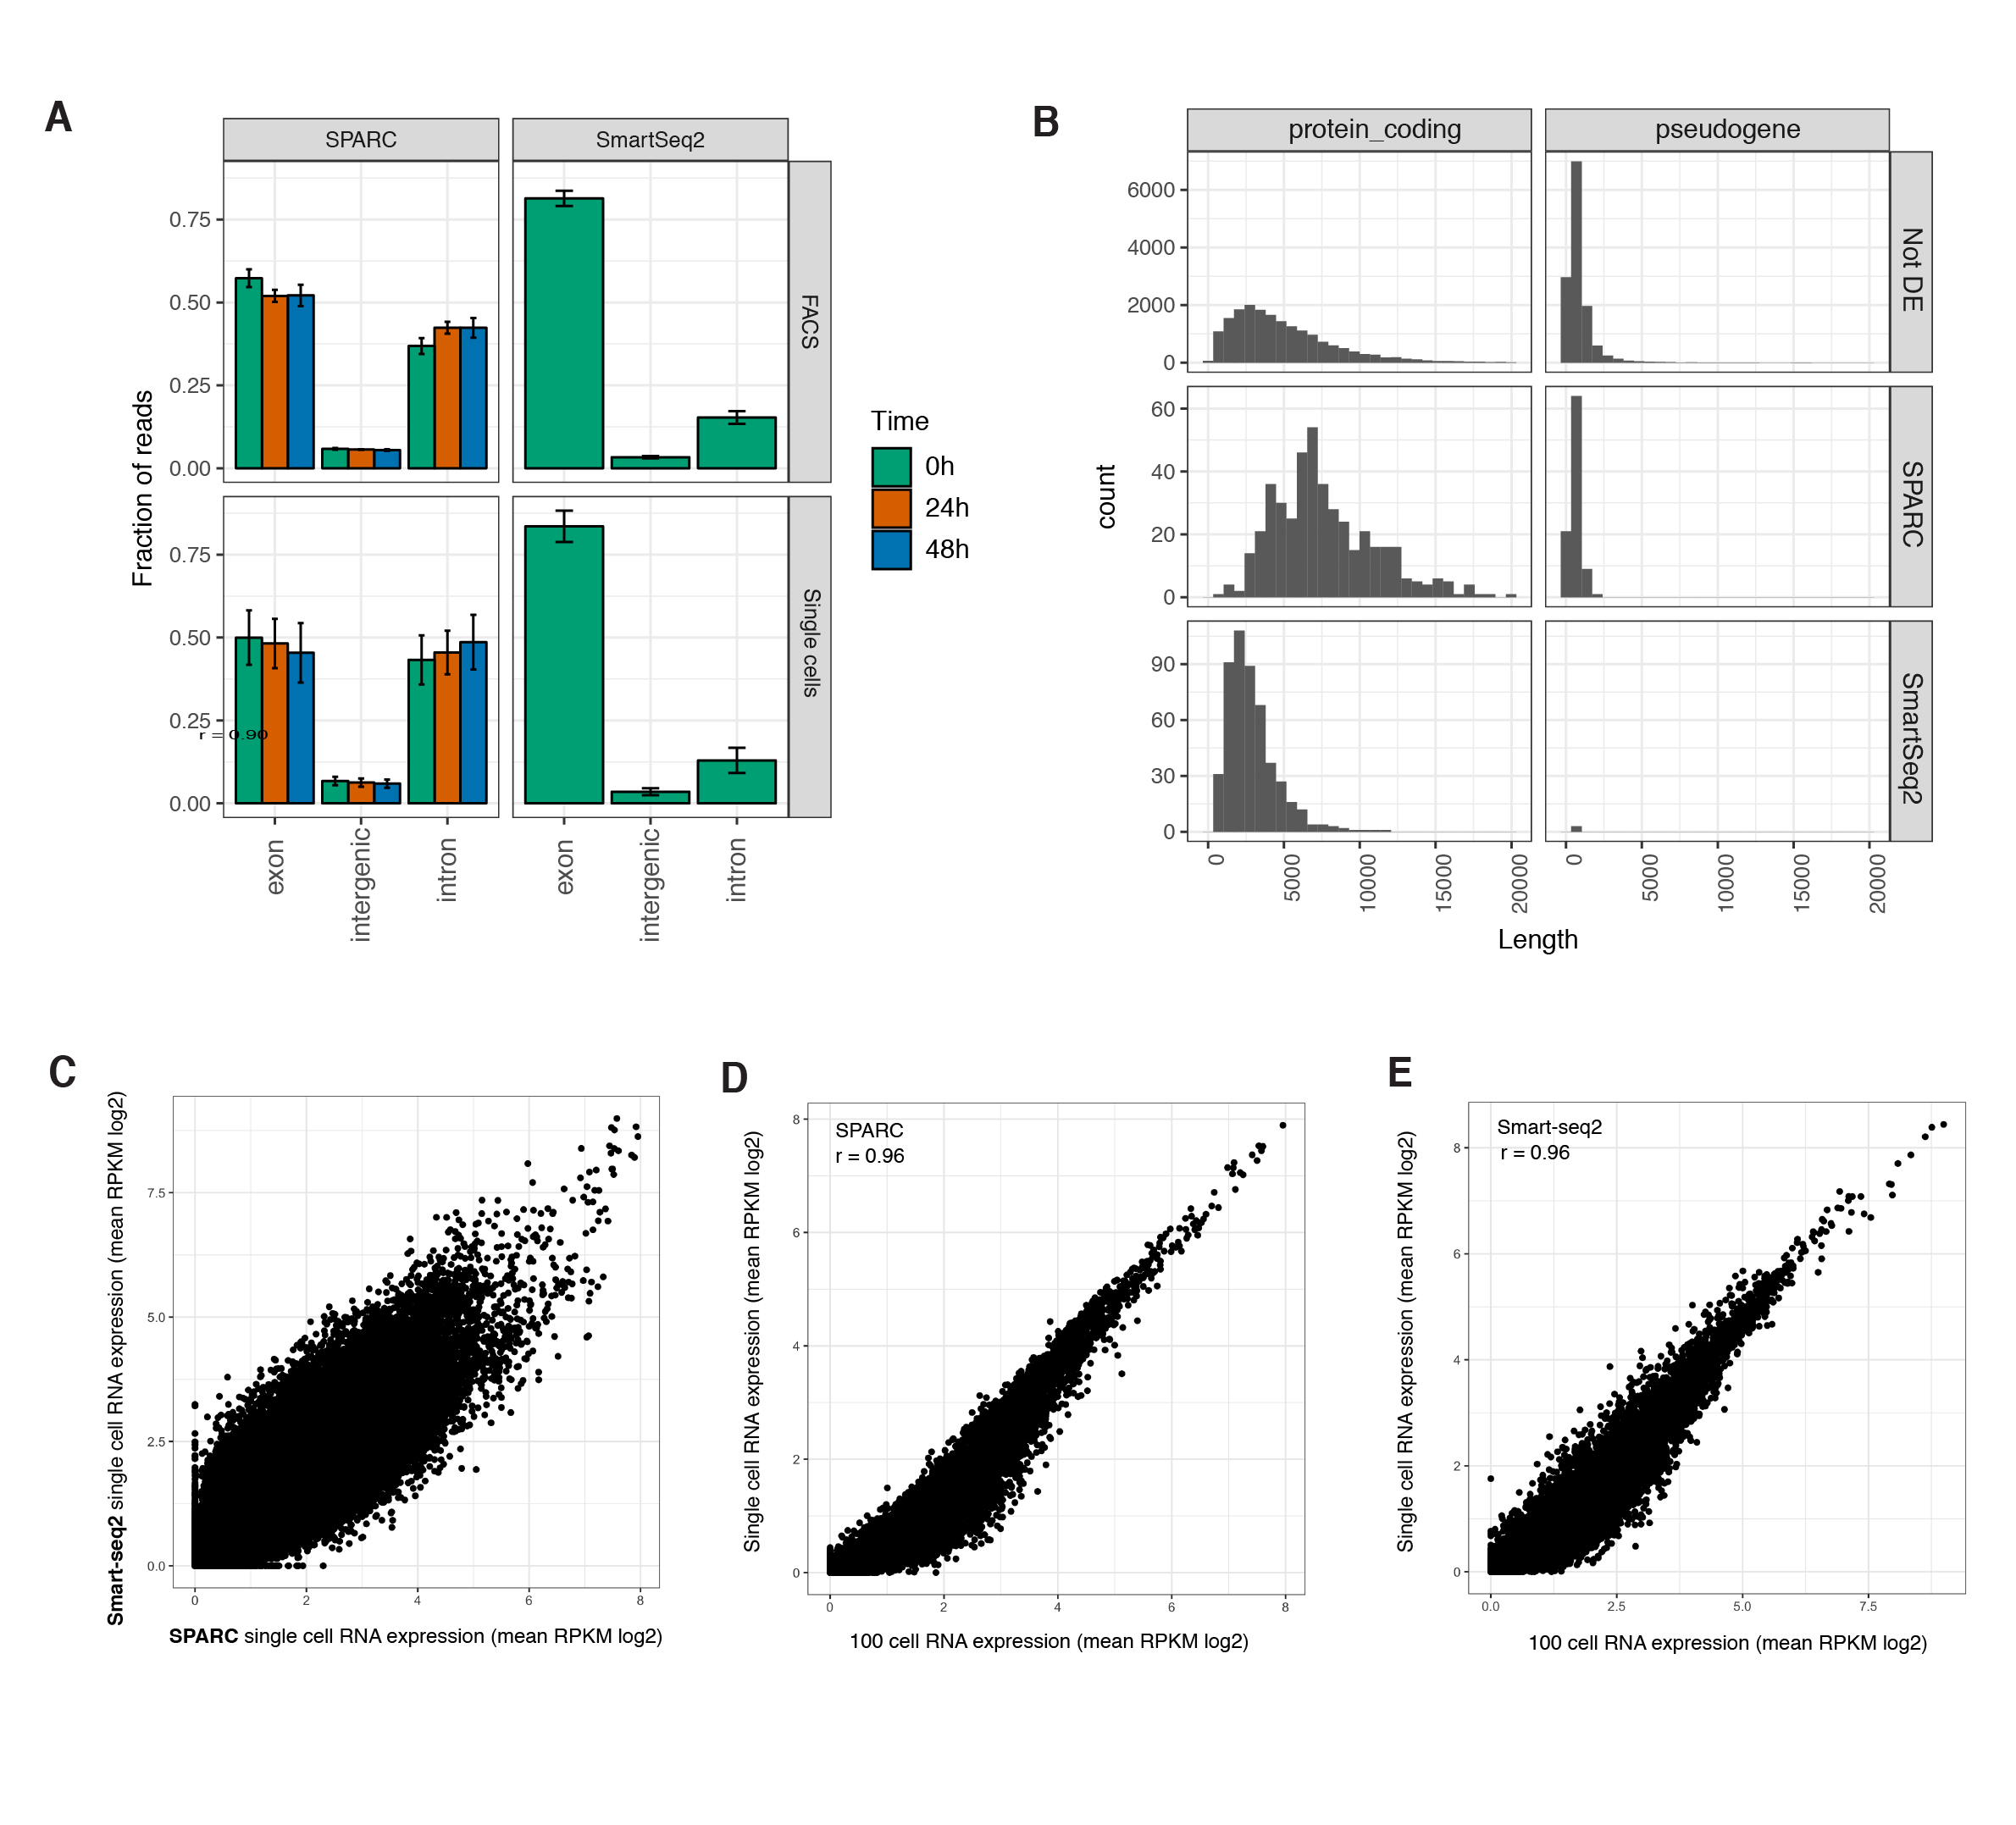 A
SPARC
SmartSeq2
FACS
Single cells
Fraction of reads
0.75
0.50
0.25
0.00
0.75
0.50
0.25
0.00
r = 0.90
exon
intergenic
intron
exon
intergenic
intron
Time
0h
24h
48h
B
protein_coding
pseudogene
Not DE
SPARC
SmartSeq2
count
6000
4000
2000
0
60
40
20
0
90
60
30
0
0
5000
10000
15000
20000
0
5000
10000
15000
20000
Length
C
Smart-seq2 single cell RNA expression (mean RPKM log2)
7.5
5.0
2.5
0.0
0
2
4
6
8
SPARC single cell RNA expression (mean RPKM log2)
D
SPARC
r = 0.96
Single cell RNA expression (mean RPKM log2)
8
6
4
2
0
0
2
4
6
8
100 cell RNA expression (mean RPKM log2)
E
Smart-seq2
r = 0.96
Single cell RNA expression (mean RPKM log2)
8
6
4
2
0
0.0
2.5
5.0
7.5
100 cell RNA expression (mean RPKM log2)